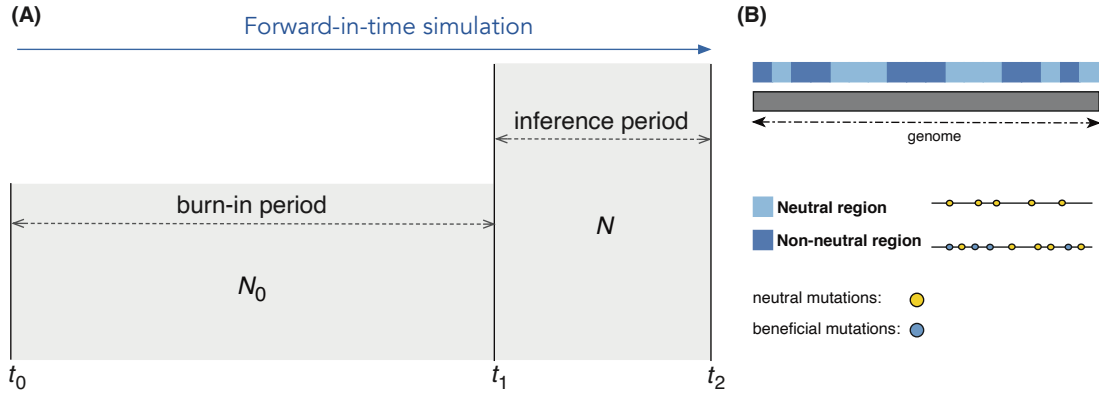 (A)
Forward-in-time simulation
inference period
burn-in period
N
N0
t0
t1
t2
(B)
genome
Neutral region
Non-neutral region
neutral mutations:
beneficial mutations: